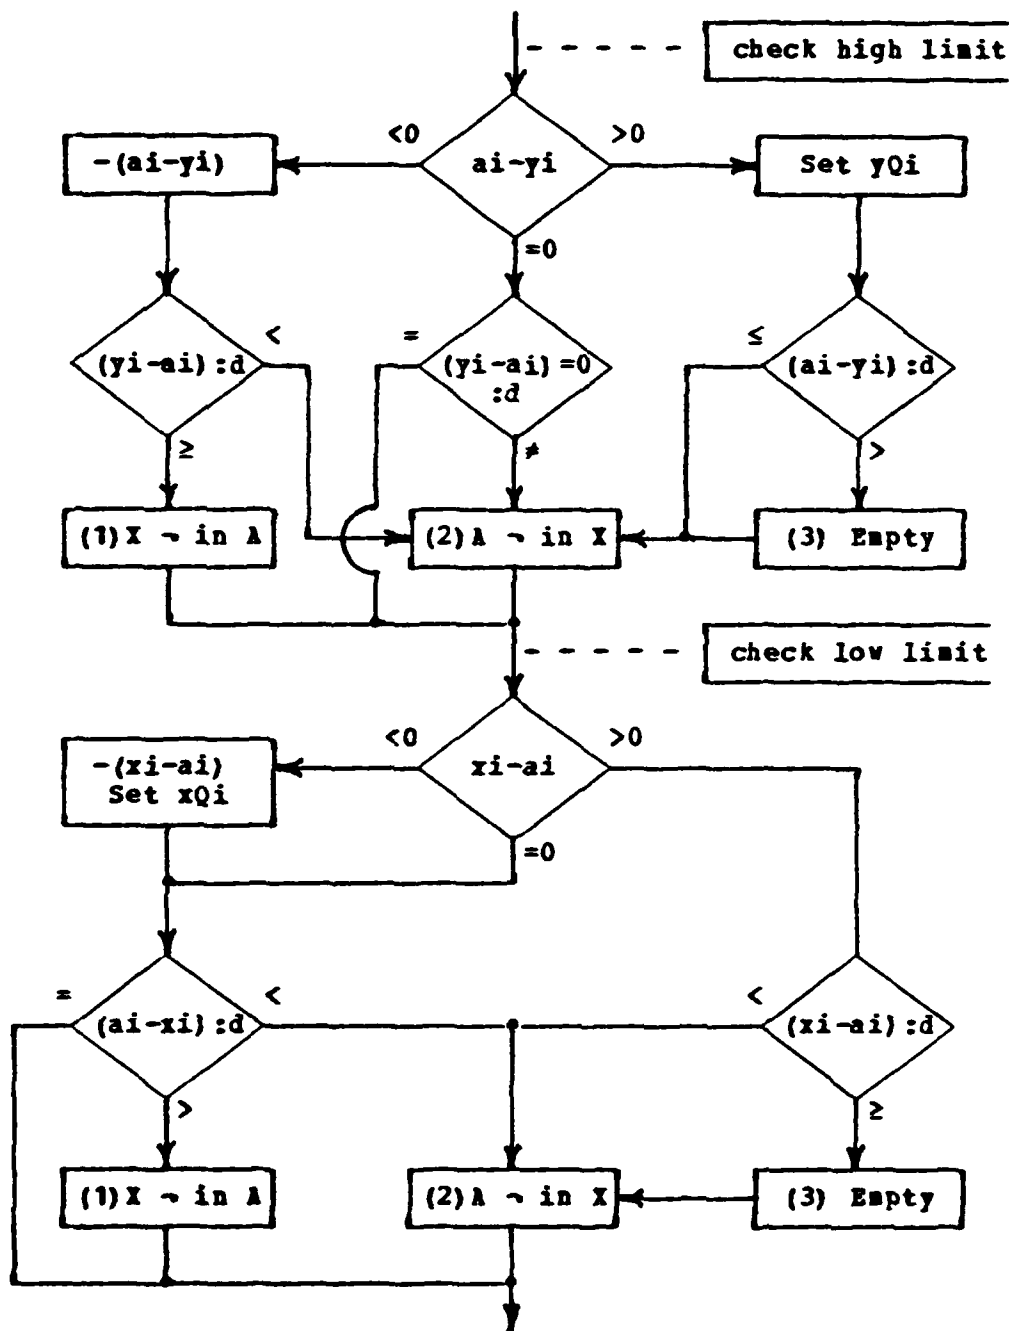 check high limit
<0
>0
-(ai-yi)
ai-yi
Set yQi
=0
<
=
≤
(yi-ai) :d
(yi-ai) =0
:d
(ai-yi) :d
≥
≠
>
(1) X ¬ in A
(2) A ¬ in X
(3) Empty
check low limit
<0
>0
-(xi-ai)
Set xQi
xi-ai
=0
=
<
<
(ai-xi) :d
(xi-ai) :d
>
≥
(1) X ¬ in A
(2) A ¬ in X
(3) Empty